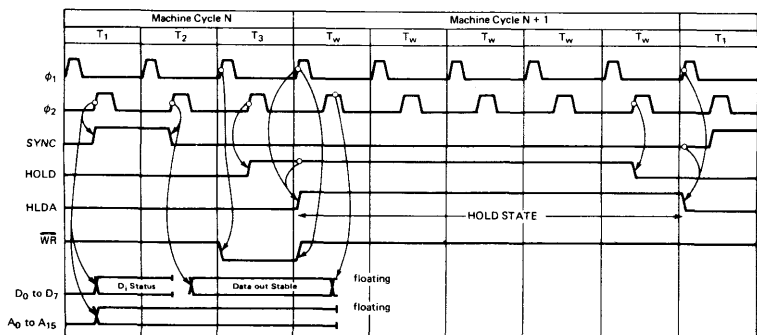 Machine Cycle N Machine Cycle N + 1
T1 T2 T3 Tw Tw Tw Tw Tw T1
ϕ1
ϕ2
SYNC
HOLD
HLDA
HOLD STATE
WR
D0 to D7 D1 Status Data out Stable floating
A0 to A15 floating